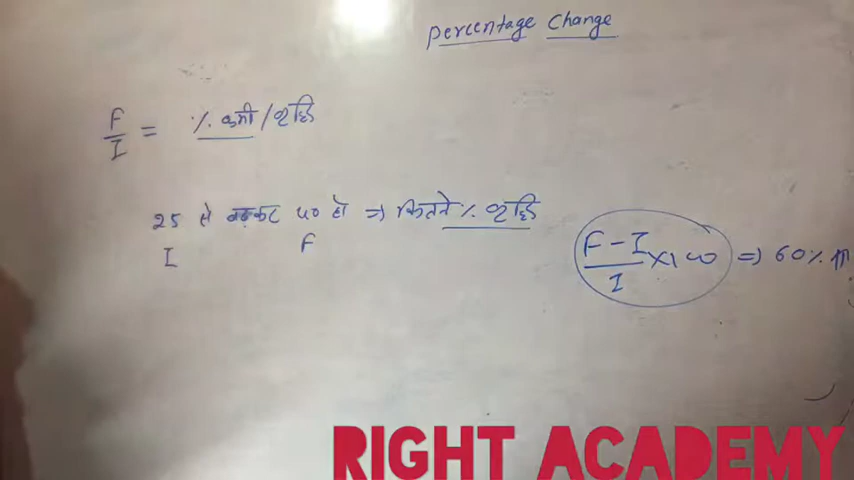 Percentage Change
F/I = % कमी/वृद्धि
25 से बढ़कर 40 हो ⇒ कितने % वृद्धि
I F
(F-I)/I × 100 ⇒ 60%
RIGHT ACADEMY